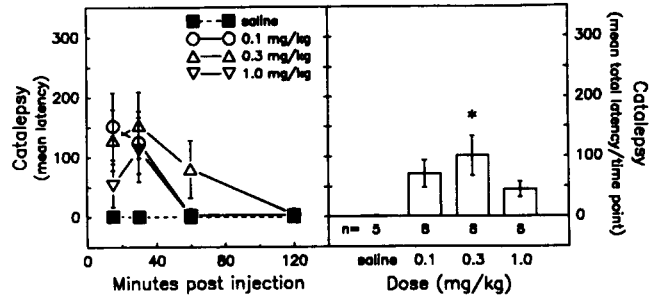 saline
0.1 mg/kg
0.3 mg/kg
1.0 mg/kg
300
200
100
0
Catalepsy
(mean latency)
0 40 80 120
Minutes post injection
*
n= 5 8 8 8
saline 0.1 0.3 1.0
Dose (mg/kg)
300
200
100
0
Catalepsy
(mean total latency/time point)